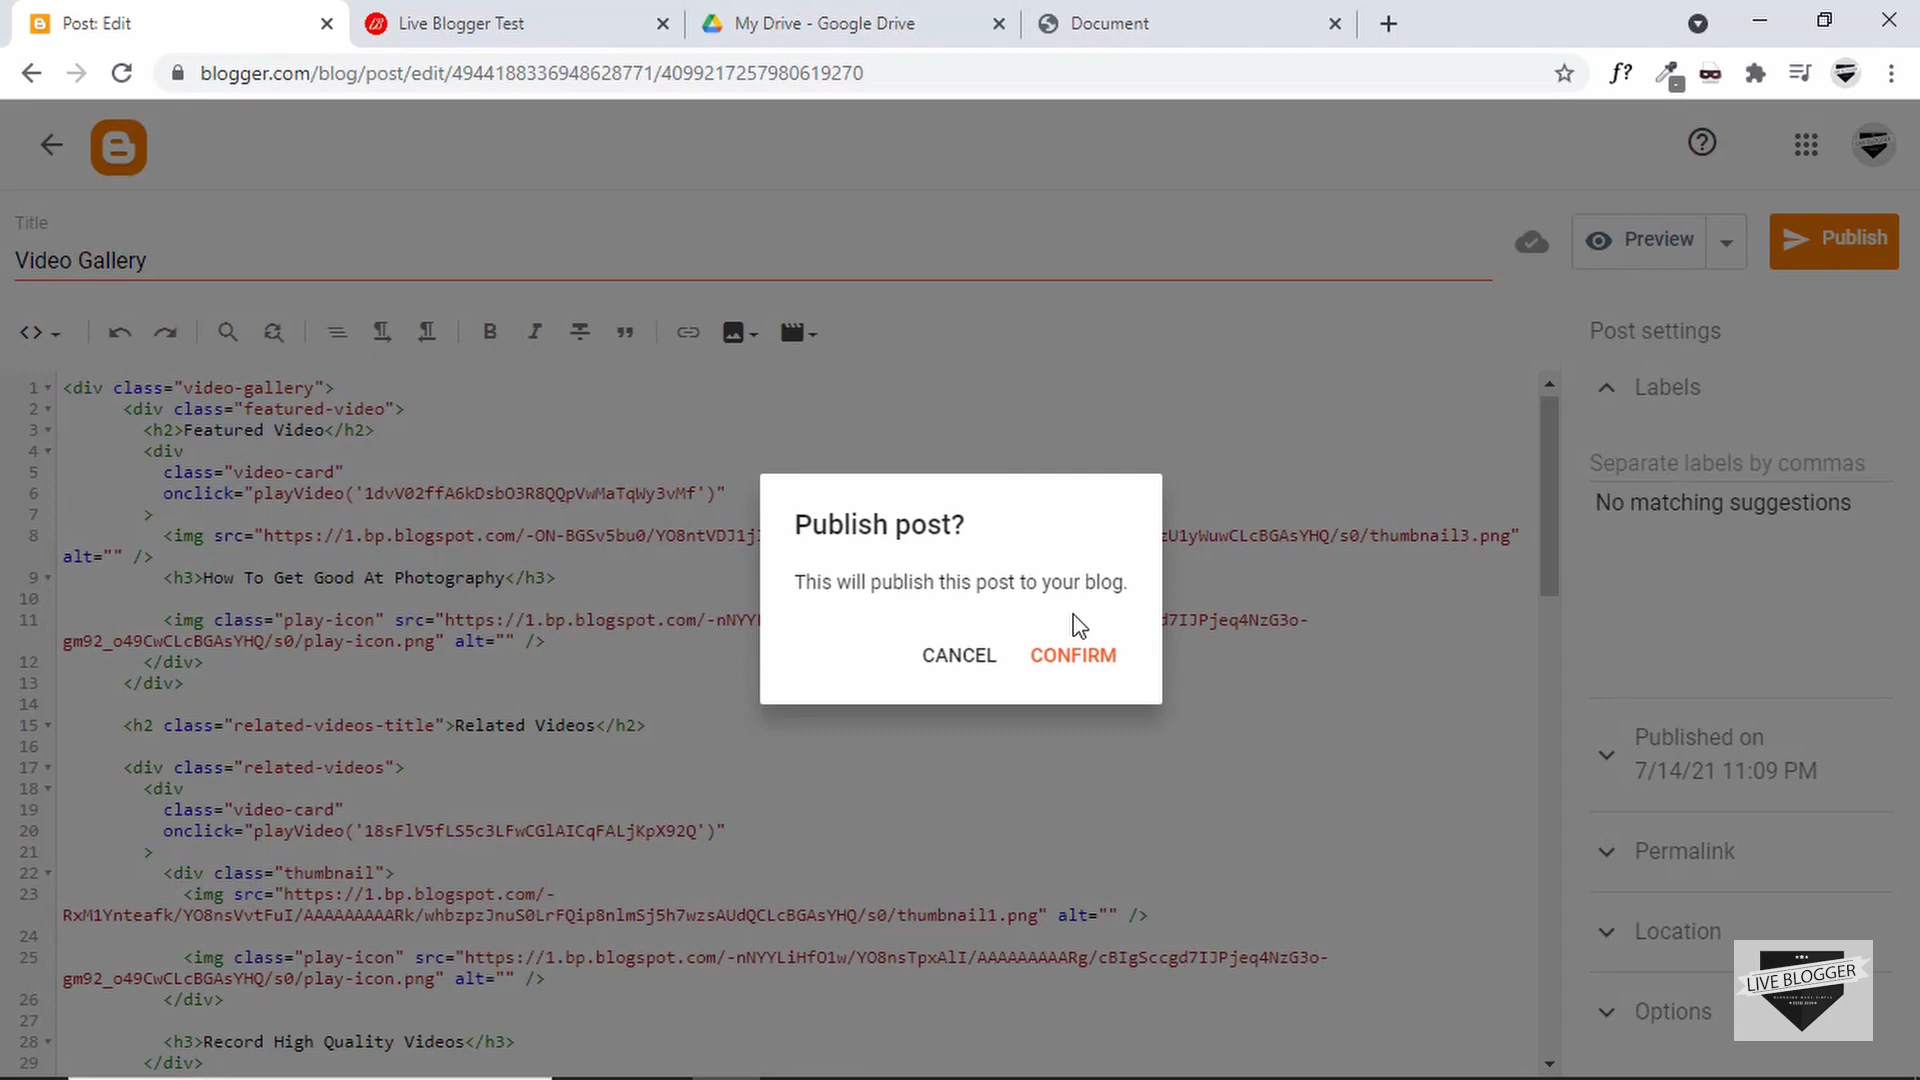 Post: Edit
Live Blogger Test
My Drive - Google Drive
Document
blogger.com/blog/post/edit/4944188336948628771/4099217257980619270
f?
Title
Video Gallery
Preview
Publish
Post settings
Labels
Separate labels by commas
No matching suggestions
Published on
7/14/21 11:09 PM
Permalink
Location
Options
LIVE BLOGGER
1 <div class="video-gallery">
2 <div class="featured-video">
3 <h2>Featured Video</h2>
4 <div
5 class="video-card"
6 onclick="playVideo('1dvV02ffA6kDsbO3R8QQpVwMaTqWy3vMf')"
7 >
8 <img src="https://1.bp.blogspot.com/-ON-BGSv5bu0/YO8ntVDJ1j zU1yWuwCLcBGAsYHQ/s0/thumbnail3.png"
alt="" />
9 <h3>How To Get Good At Photography</h3>
10
11 <img class="play-icon" src="https://1.bp.blogspot.com/-nNYY d7IJPjeq4NzG3o-
gm92_o49CwCLcBGAsYHQ/s0/play-icon.png" alt="" />
12 </div>
13 </div>
14
15 <h2 class="related-videos-title">Related Videos</h2>
16
17 <div class="related-videos">
18 <div
19 class="video-card"
20 onclick="playVideo('18sFlV5fLS5c3LFwCGlAICqFALjKpX92Q')"
21 >
22 <div class="thumbnail">
23 <img src="https://1.bp.blogspot.com/-
RxM1Ynteafk/YO8nsVvtFuI/AAAAAAAAARk/whbzpzJnuS0LrFQip8nlmSj5h7wzsAUdQCLcBGAsYHQ/s0/thumbnail1.png" alt="" />
24
25 <img class="play-icon" src="https://1.bp.blogspot.com/-nNYYLiHfO1w/YO8nsTpxAlI/AAAAAAAAARg/cBIgSccgd7IJPjeq4NzG3o-
gm92_o49CwCLcBGAsYHQ/s0/play-icon.png" alt="" />
26 </div>
27
28 <h3>Record High Quality Videos</h3>
29 </div>
Publish post?
This will publish this post to your blog.
CANCEL
CONFIRM